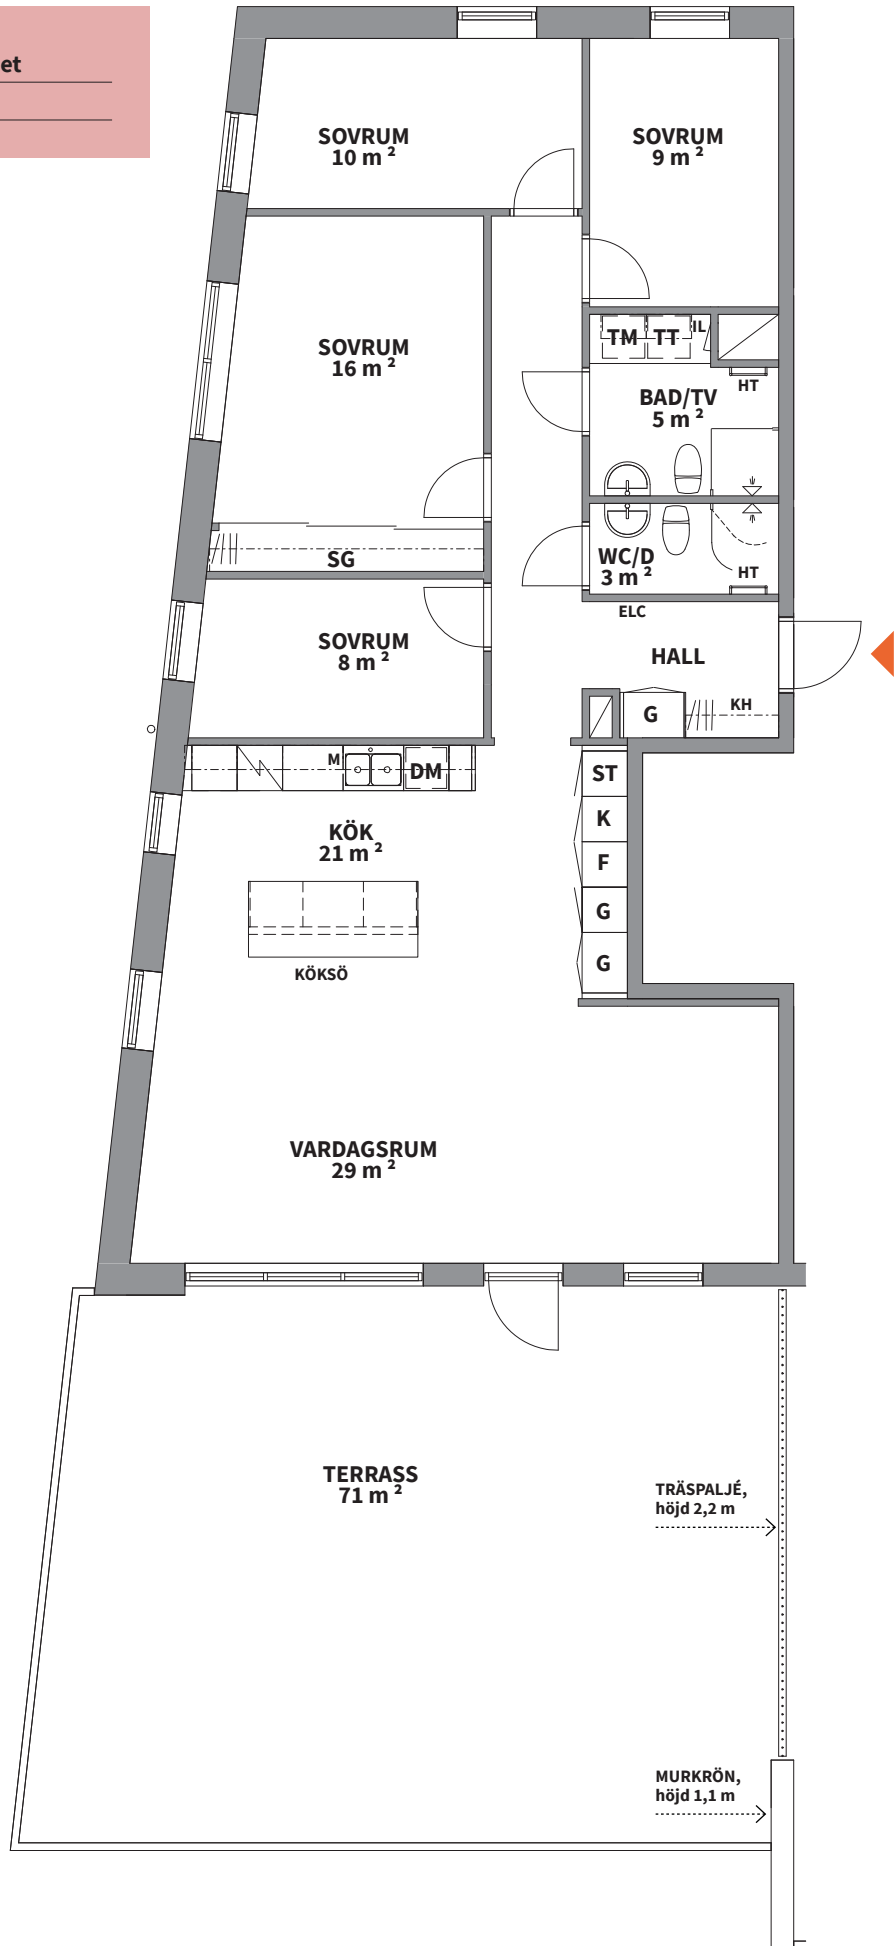 et
SOVRUM
10 m²
SOVRUM
9 m²
SOVRUM
16 m²
TM
TT
IL
HT
BAD/TV
5 m²
SG
WC/D
3 m²
HT
ELC
SOVRUM
8 m²
HALL
G
KH
M
DM
ST
K
F
G
G
KÖK
21 m²
KÖKSÖ
VARDAGSRUM
29 m²
TERRASS
71 m²
TRÄSPALJÉ,
höjd 2,2 m
MURKRÖN,
höjd 1,1 m